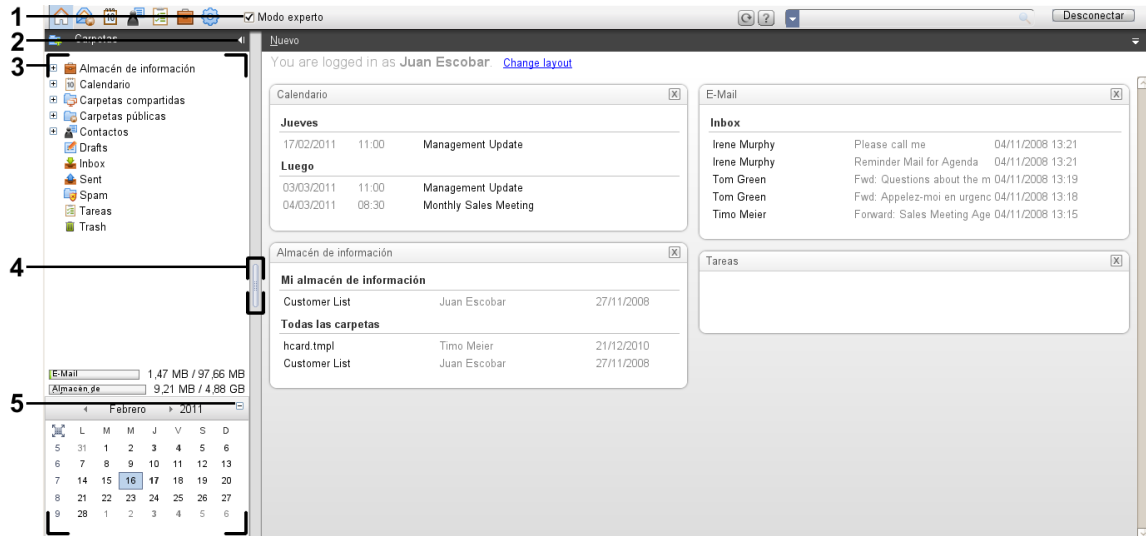 1
Modo experto
Desconectar
2
Carpetas
Nuevo
3
You are logged in as Juan Escobar. Change layout
Almacén de información
Calendario
Carpetas compartidas
Carpetas públicas
Contactos
Drafts
Inbox
Sent
Spam
Tareas
Trash
4
E-Mail 1,47 MB / 97,66 MB
Almacén de 9,21 MB / 4,88 GB
5
Febrero 2011
L M M J V S D
5 31 1 2 3 4 5 6
6 7 8 9 10 11 12 13
7 14 15 16 17 18 19 20
8 21 22 23 24 25 26 27
9 28 1 2 3 4 5 6
Calendario
Jueves
17/02/2011 11:00 Management Update
Luego
03/03/2011 11:00 Management Update
04/03/2011 08:30 Monthly Sales Meeting
Almacén de información
Mi almacén de información
Customer List Juan Escobar 27/11/2008
Todas las carpetas
hcard.tmpl Timo Meier 21/12/2010
Customer List Juan Escobar 27/11/2008
E-Mail
Inbox
Irene Murphy Please call me 04/11/2008 13:21
Irene Murphy Reminder Mail for Agenda 04/11/2008 13:21
Tom Green Fwd: Questions about the m 04/11/2008 13:19
Tom Green Fwd: Appelez-moi en urgenc 04/11/2008 13:18
Timo Meier Forward: Sales Meeting Age 04/11/2008 13:15
Tareas